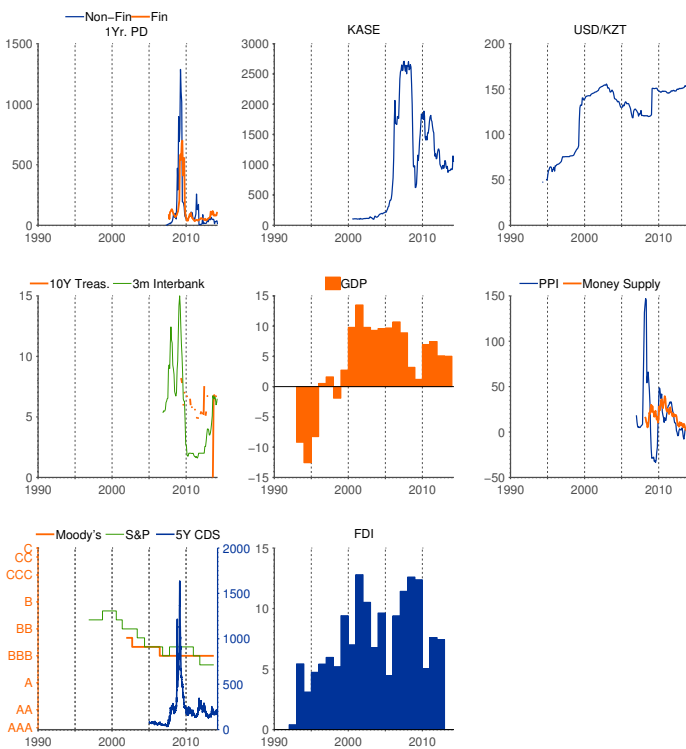 Non−Fin Fin
1Yr. PD
1500
1000
500
0
1990 2000 2010
KASE
3000
2500
2000
1500
1000
500
0
1990 2000 2010
USD/KZT
200
150
100
50
0
1990 2000 2010
10Y Treas. 3m Interbank
15
10
5
0
1990 2000 2010
GDP
15
10
5
0
−5
−10
−15
1990 2000 2010
PPI Money Supply
150
100
50
0
−50
1990 2000 2010
Moody's S&P 5Y CDS
C
CC
CCC
B
BB
BBB
A
AA
AAA
2000
1500
1000
500
0
1990 2000 2010
FDI
15
10
5
0
1990 2000 2010